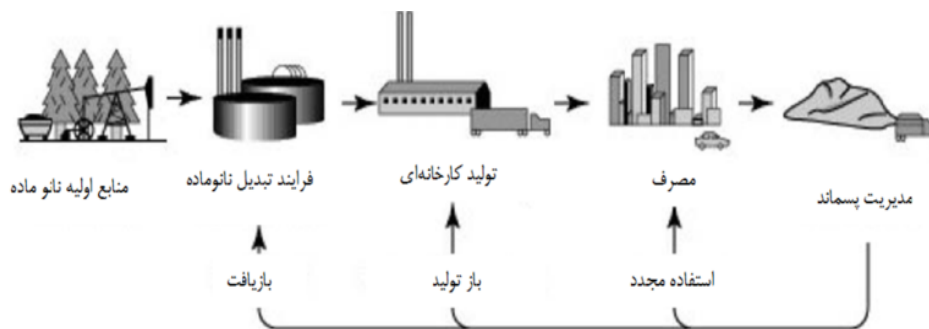 منابع اولیه نانو ماده
فرایند تبدیل نانوماده
تولید کارخانه‌ای
مصرف
مدیریت پسماند
بازیافت
باز تولید
استفاده مجدد